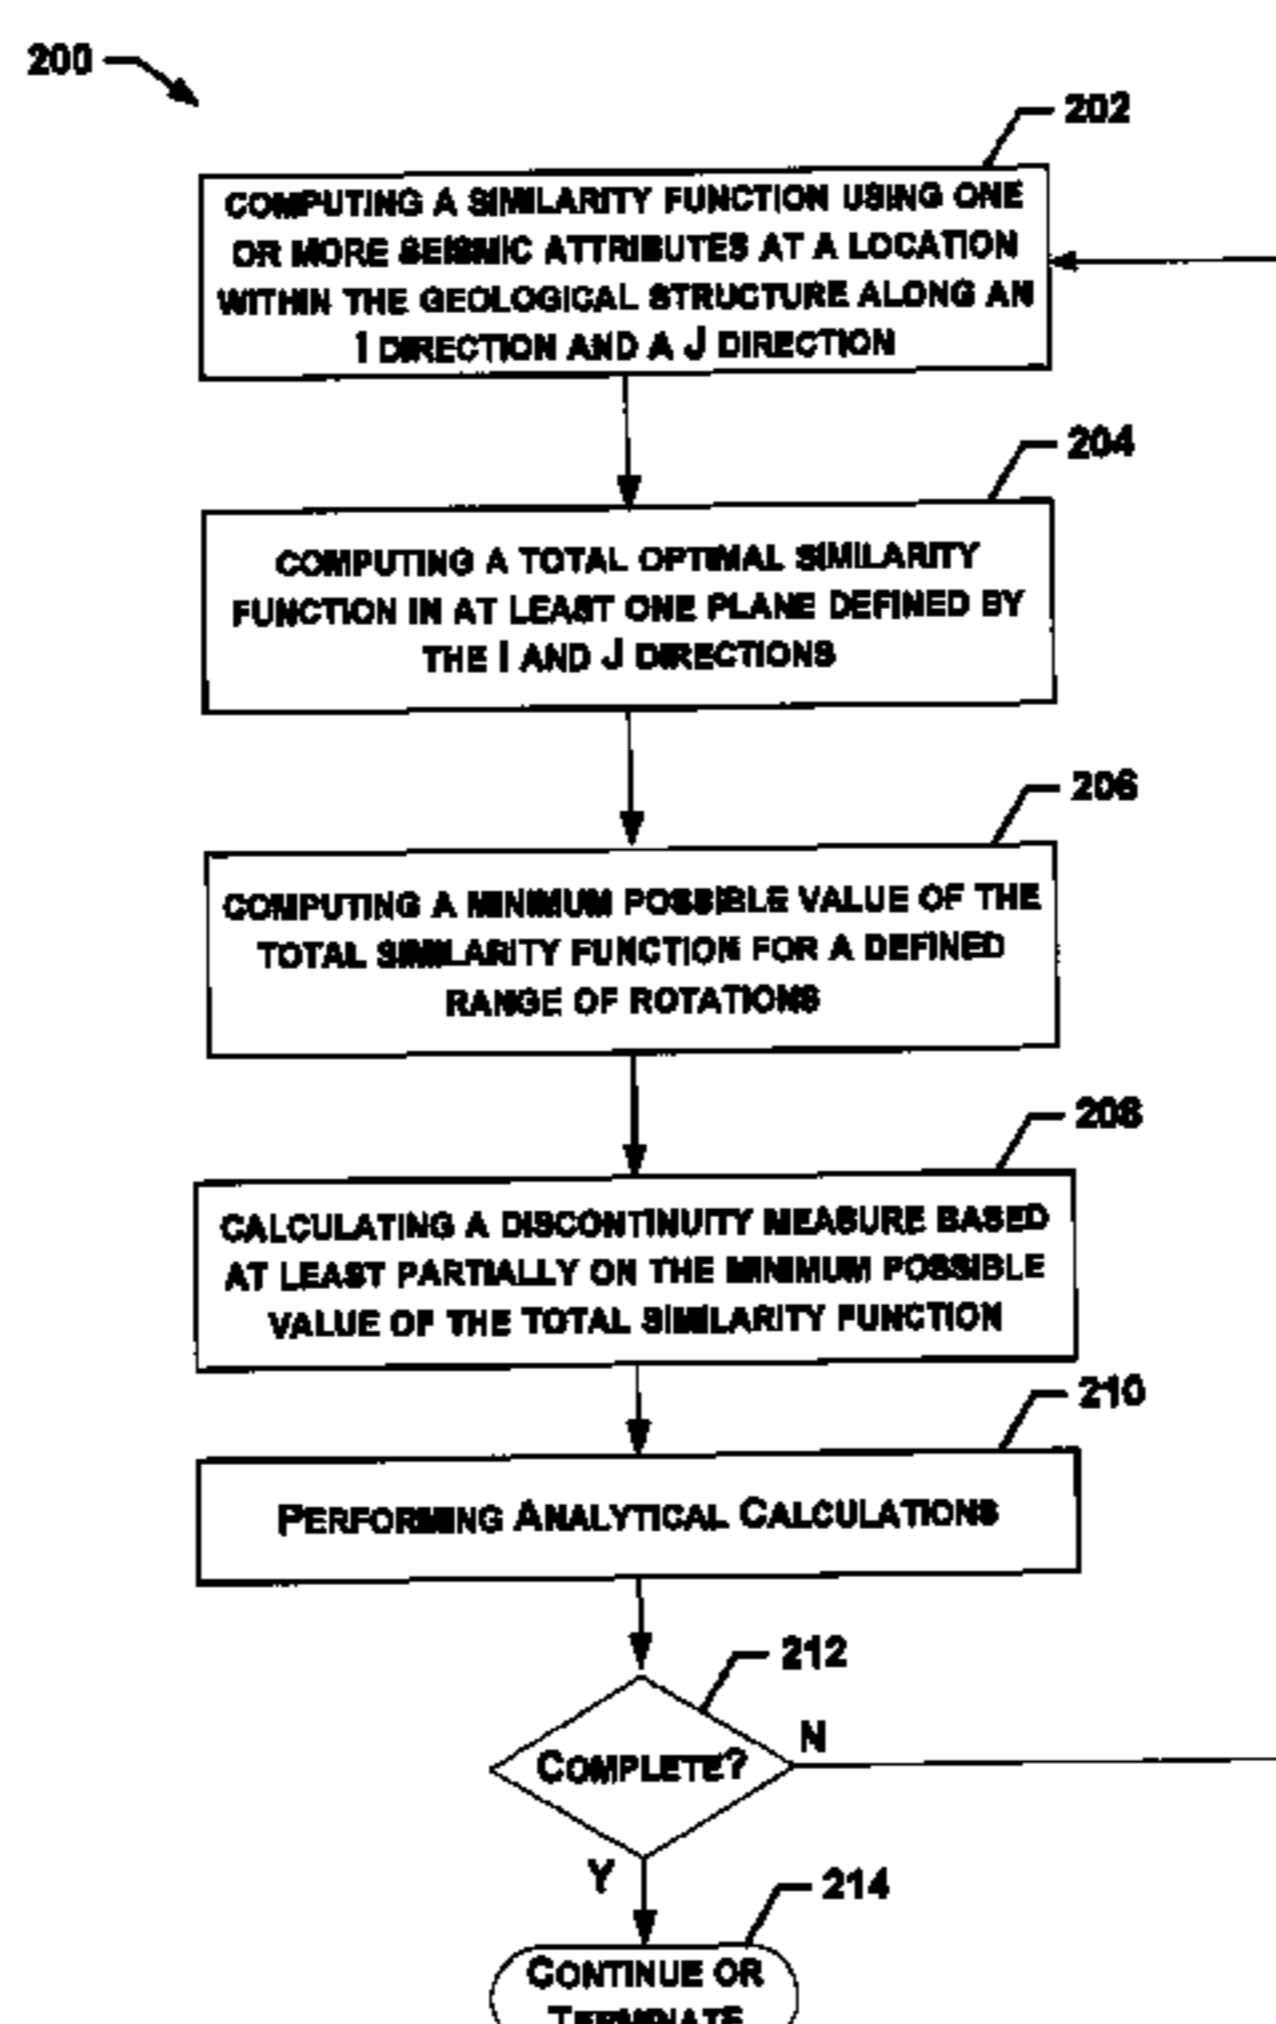 200
202
COMPUTING A SIMILARITY FUNCTION USING ONE
OR MORE SEISMIC ATTRIBUTES AT A LOCATION
WITHIN THE GEOLOGICAL STRUCTURE ALONG AN
I DIRECTION AND A J DIRECTION
204
COMPUTING A TOTAL OPTIMAL SIMILARITY
FUNCTION IN AT LEAST ONE PLANE DEFINED BY
THE I AND J DIRECTIONS
206
COMPUTING A MINIMUM POSSIBLE VALUE OF THE
TOTAL SIMILARITY FUNCTION FOR A DEFINED
RANGE OF ROTATIONS
208
CALCULATING A DISCONTINUITY MEASURE BASED
AT LEAST PARTIALLY ON THE MINIMUM POSSIBLE
VALUE OF THE TOTAL SIMILARITY FUNCTION
210
PERFORMING ANALYTICAL CALCULATIONS
212
COMPLETE?
N
Y
214
CONTINUE OR
TERMINATE